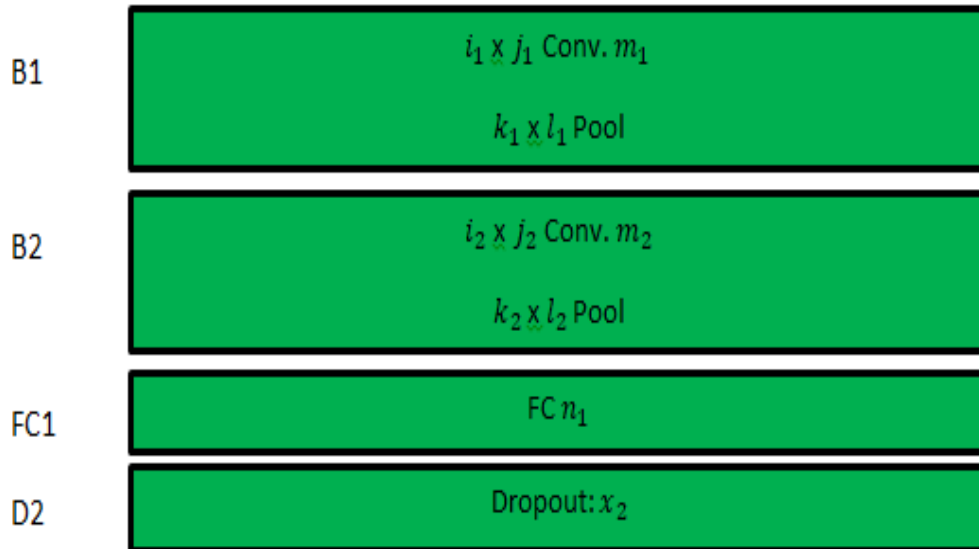 B1
i₁ x j₁ Conv. m₁
k₁ x l₁ Pool
B2
i₂ x j₂ Conv. m₂
k₂ x l₂ Pool
FC1
FC n₁
D2
Dropout: x₂